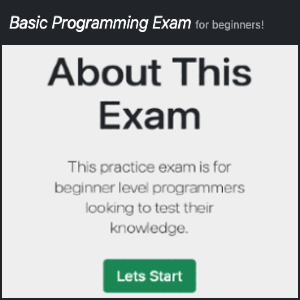 Basic Programming Exam for beginners!
About This
Exam
This practice exam is for
beginner level programmers
looking to test their
knowledge.
Lets Start